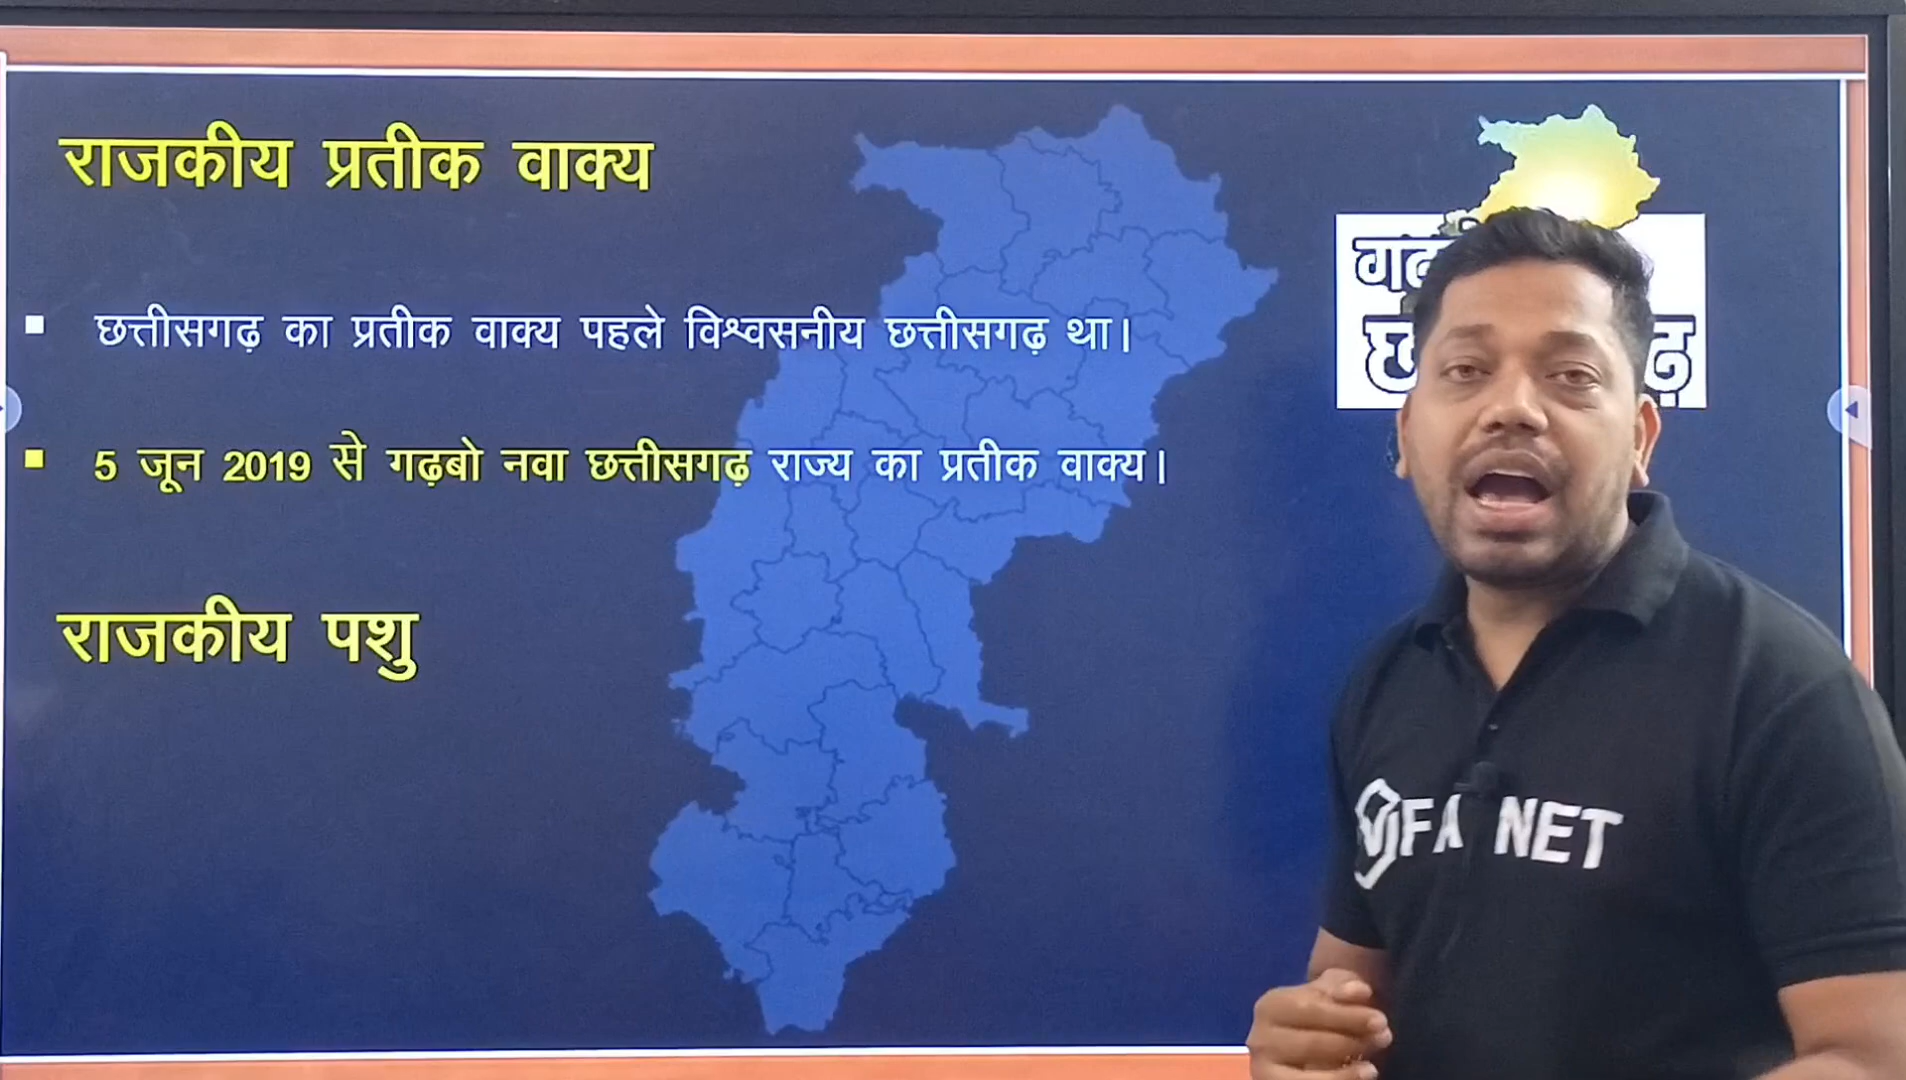 राजकीय प्रतीक वाक्य
▪ छत्तीसगढ़ का प्रतीक वाक्य पहले विश्वसनीय छत्तीसगढ़ था।
▪ 5 जून 2019 से गढ़बो नवा छत्तीसगढ़ राज्य का प्रतीक वाक्य।
राजकीय पशु
NET